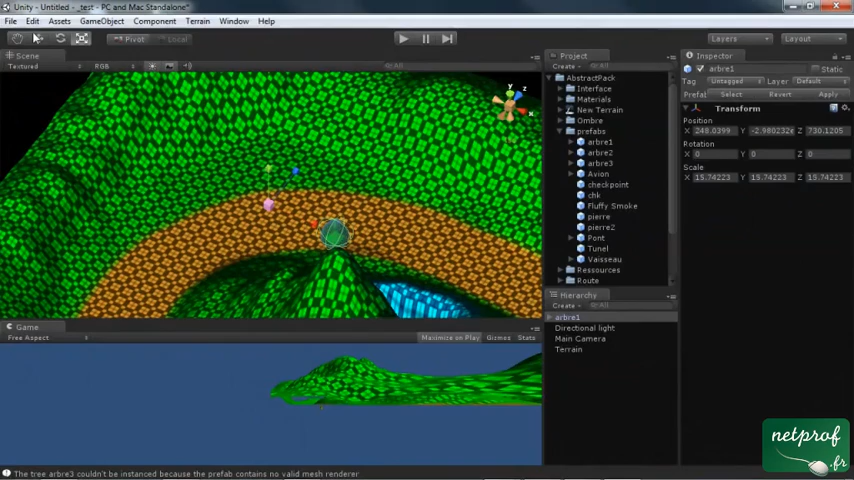 Unity - Untitled - _test - PC and Mac Standalone*
File Edit Assets GameObject Component Terrain Window Help
Pivot Local Layers Layout
Scene
Textured RGB All
y
z
x
Project
Create All
AbstractPack
Interface
Materials
New Terrain
Ombre
prefabs
arbre1
arbre2
arbre3
Avion
checkpoint
chk
Fluffy Smoke
pierre
pierre2
Pont
Tunel
Vaisseau
Ressources
Route
Hierarchy
Create All
arbre1
Directional light
Main Camera
Terrain
Inspector
arbre1 Static
Tag Untagged Layer Default
Prefab Select Revert Apply
Transform
Position
X 248.0399 Y -2.980232e Z 730.1205
Rotation
X 0 Y 0 Z 0
Scale
X 15.74223 Y 15.74223 Z 15.74223
Game
Free Aspect Maximize on Play Gizmos Stats
The tree arbre3 couldn't be instanced because the prefab contains no valid mesh renderer
netprof
.fr